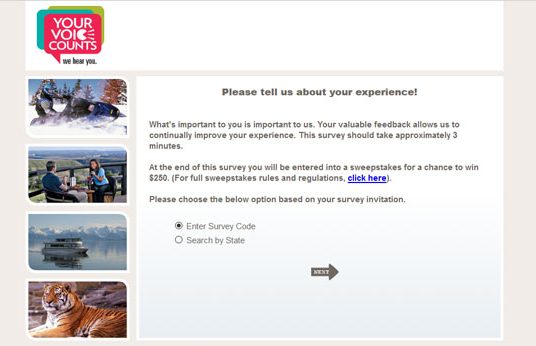 YOUR
VOICE
COUNTS
we hear you.
Please tell us about your experience!
What's important to you is important to us. Your valuable feedback allows us to
continually improve your experience. This survey should take approximately 3
minutes.
At the end of this survey you will be entered into a sweepstakes for a chance to win
$250. (For full sweepstakes rules and regulations, click here).
Please choose the below option based on your survey invitation.
Enter Survey Code
Search by State
NEXT